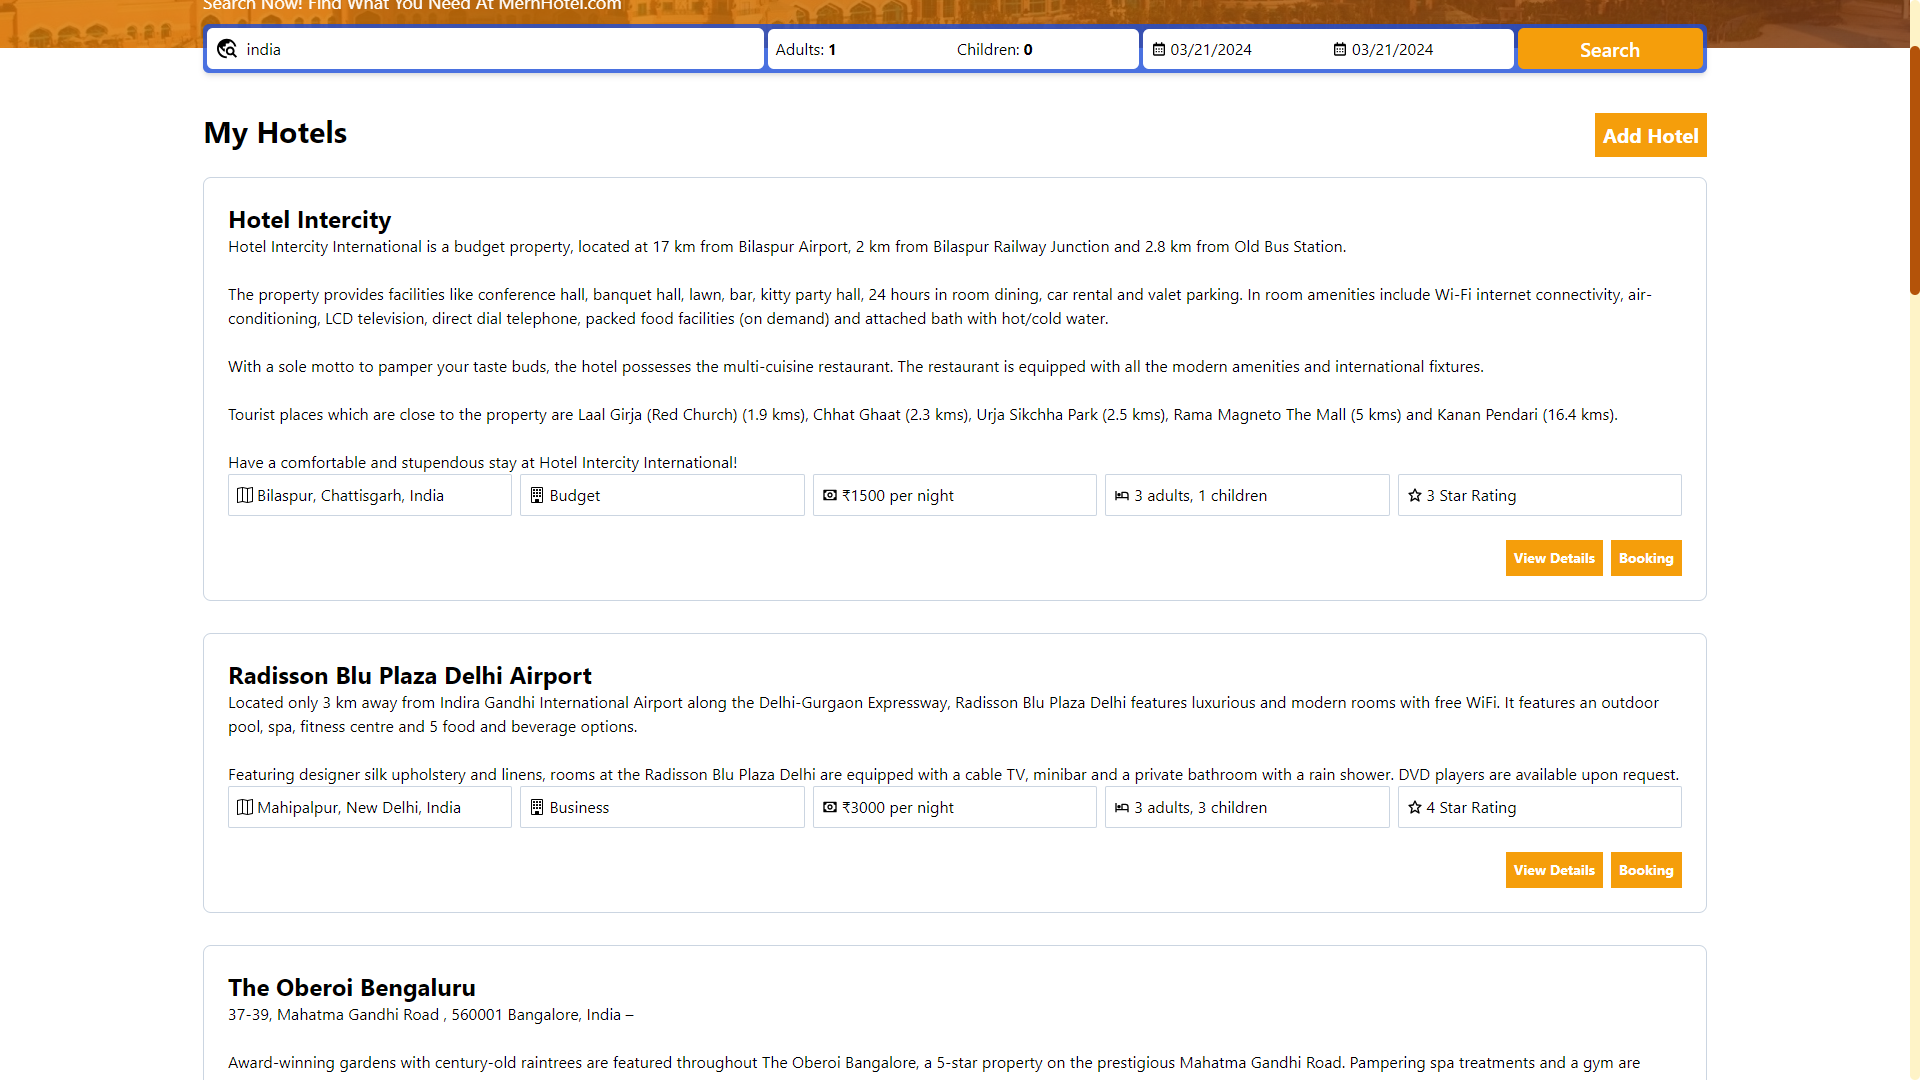 Search Now! Find What You Need At MernHotel.com
india
Adults: 1
Children: 0
03/21/2024
03/21/2024
Search
My Hotels
Add Hotel
Hotel Intercity
Hotel Intercity International is a budget property, located at 17 km from Bilaspur Airport, 2 km from Bilaspur Railway Junction and 2.8 km from Old Bus Station.
The property provides facilities like conference hall, banquet hall, lawn, bar, kitty party hall, 24 hours in room dining, car rental and valet parking. In room amenities include Wi-Fi internet connectivity, air-
conditioning, LCD television, direct dial telephone, packed food facilities (on demand) and attached bath with hot/cold water.
With a sole motto to pamper your taste buds, the hotel possesses the multi-cuisine restaurant. The restaurant is equipped with all the modern amenities and international fixtures.
Tourist places which are close to the property are Laal Girja (Red Church) (1.9 kms), Chhat Ghaat (2.3 kms), Urja Sikchha Park (2.5 kms), Rama Magneto The Mall (5 kms) and Kanan Pendari (16.4 kms).
Have a comfortable and stupendous stay at Hotel Intercity International!
Bilaspur, Chattisgarh, India
Budget
₹1500 per night
3 adults, 1 children
3 Star Rating
View Details
Booking
Radisson Blu Plaza Delhi Airport
Located only 3 km away from Indira Gandhi International Airport along the Delhi-Gurgaon Expressway, Radisson Blu Plaza Delhi features luxurious and modern rooms with free WiFi. It features an outdoor
pool, spa, fitness centre and 5 food and beverage options.
Featuring designer silk upholstery and linens, rooms at the Radisson Blu Plaza Delhi are equipped with a cable TV, minibar and a private bathroom with a rain shower. DVD players are available upon request.
Mahipalpur, New Delhi, India
Business
₹3000 per night
3 adults, 3 children
4 Star Rating
View Details
Booking
The Oberoi Bengaluru
37-39, Mahatma Gandhi Road , 560001 Bangalore, India –
Award-winning gardens with century-old raintrees are featured throughout The Oberoi Bangalore, a 5-star property on the prestigious Mahatma Gandhi Road. Pampering spa treatments and a gym are